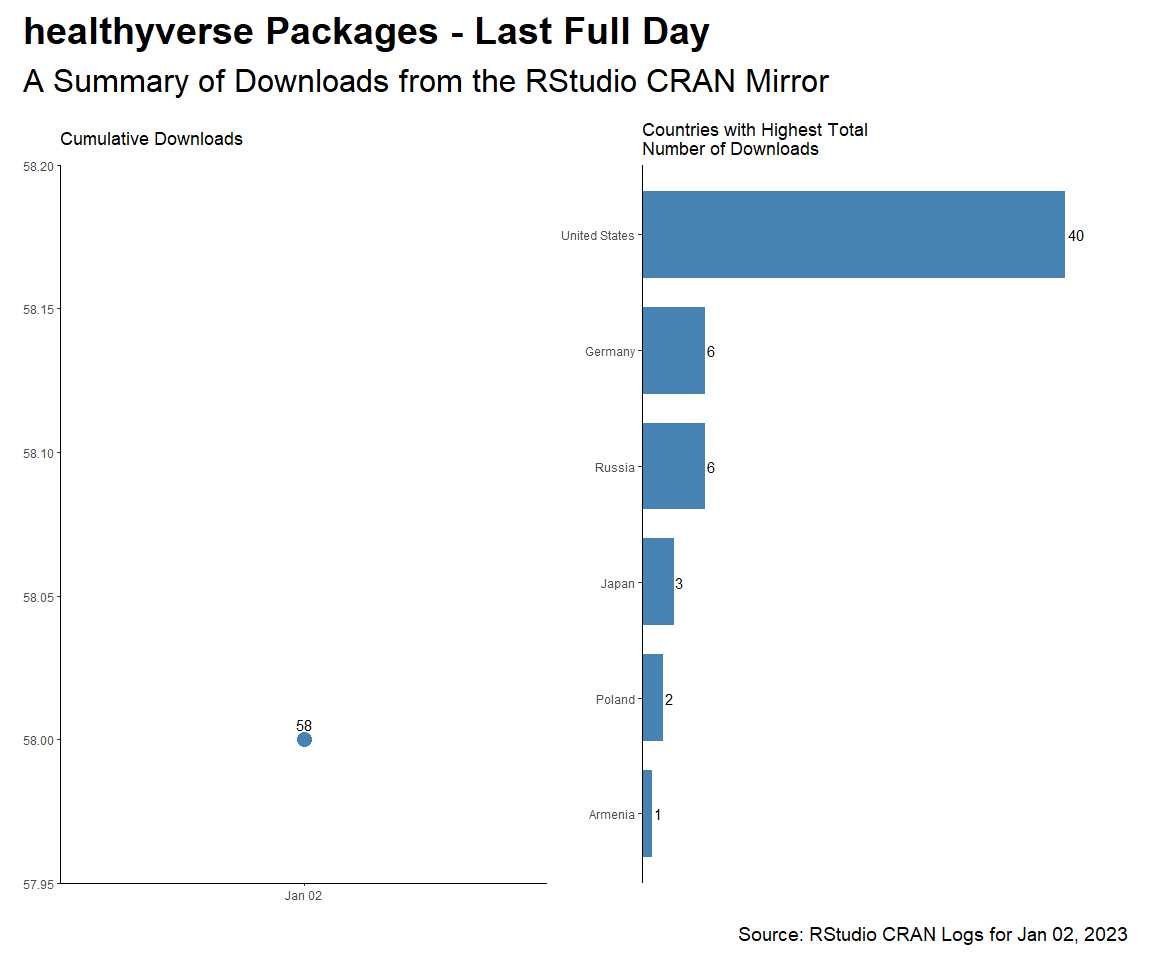 healthyverse Packages - Last Full Day
A Summary of Downloads from the RStudio CRAN Mirror
Cumulative Downloads
58.20
58.15
58.10
58.05
58.00
57.95
58
Jan 02
Countries with Highest Total
Number of Downloads
United States 40
Germany 6
Russia 6
Japan 3
Poland 2
Armenia 1
Source: RStudio CRAN Logs for Jan 02, 2023